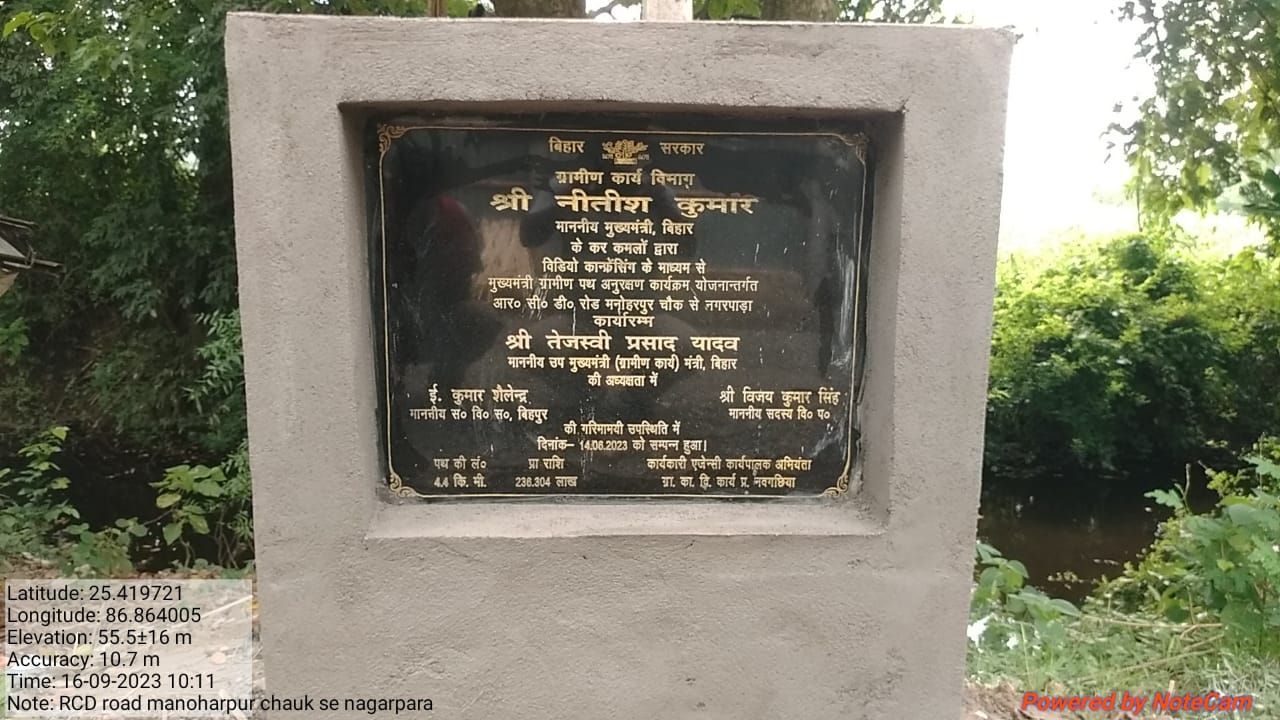 बिहार सरकार
ग्रामीण कार्य विभाग
श्री नीतीश कुमार
माननीय मुख्यमंत्री, बिहार
के कर कमलों द्वारा
विडियो कान्फ्रेंसिंग के माध्यम से
मुख्यमंत्री ग्रामीण पथ अनुरक्षण कार्यक्रम योजनान्तर्गत
आर० सी० डी० रोड मनोहरपुर चौक से नगरपाड़ा
कार्यारम्भ
श्री तेजस्वी प्रसाद यादव
माननीय उप मुख्यमंत्री (ग्रामीण कार्य) मंत्री, बिहार
की अध्यक्षता में
ई. कुमार शैलेन्द्र श्री विजय कुमार सिंह
माननीय स० वि० स०, बिहपुर माननीय सदस्य वि० प०
की गरिमामयी उपस्थिति में
दिनांक– 14.08.2023 को सम्पन्न हुआ।
पथ की लं० प्रा राशि कार्यकारी एजेन्सी कार्यपालक अभियंता
4.4 कि. मी. 236.304 लाख ग्रा. का. वि. कार्य प्र. नवगछिया
Latitude: 25.419721
Longitude: 86.864005
Elevation: 55.5±16 m
Accuracy: 10.7 m
Time: 16-09-2023 10:11
Note: RCD road manoharpur chauk se nagarpara
Powered by NoteCam